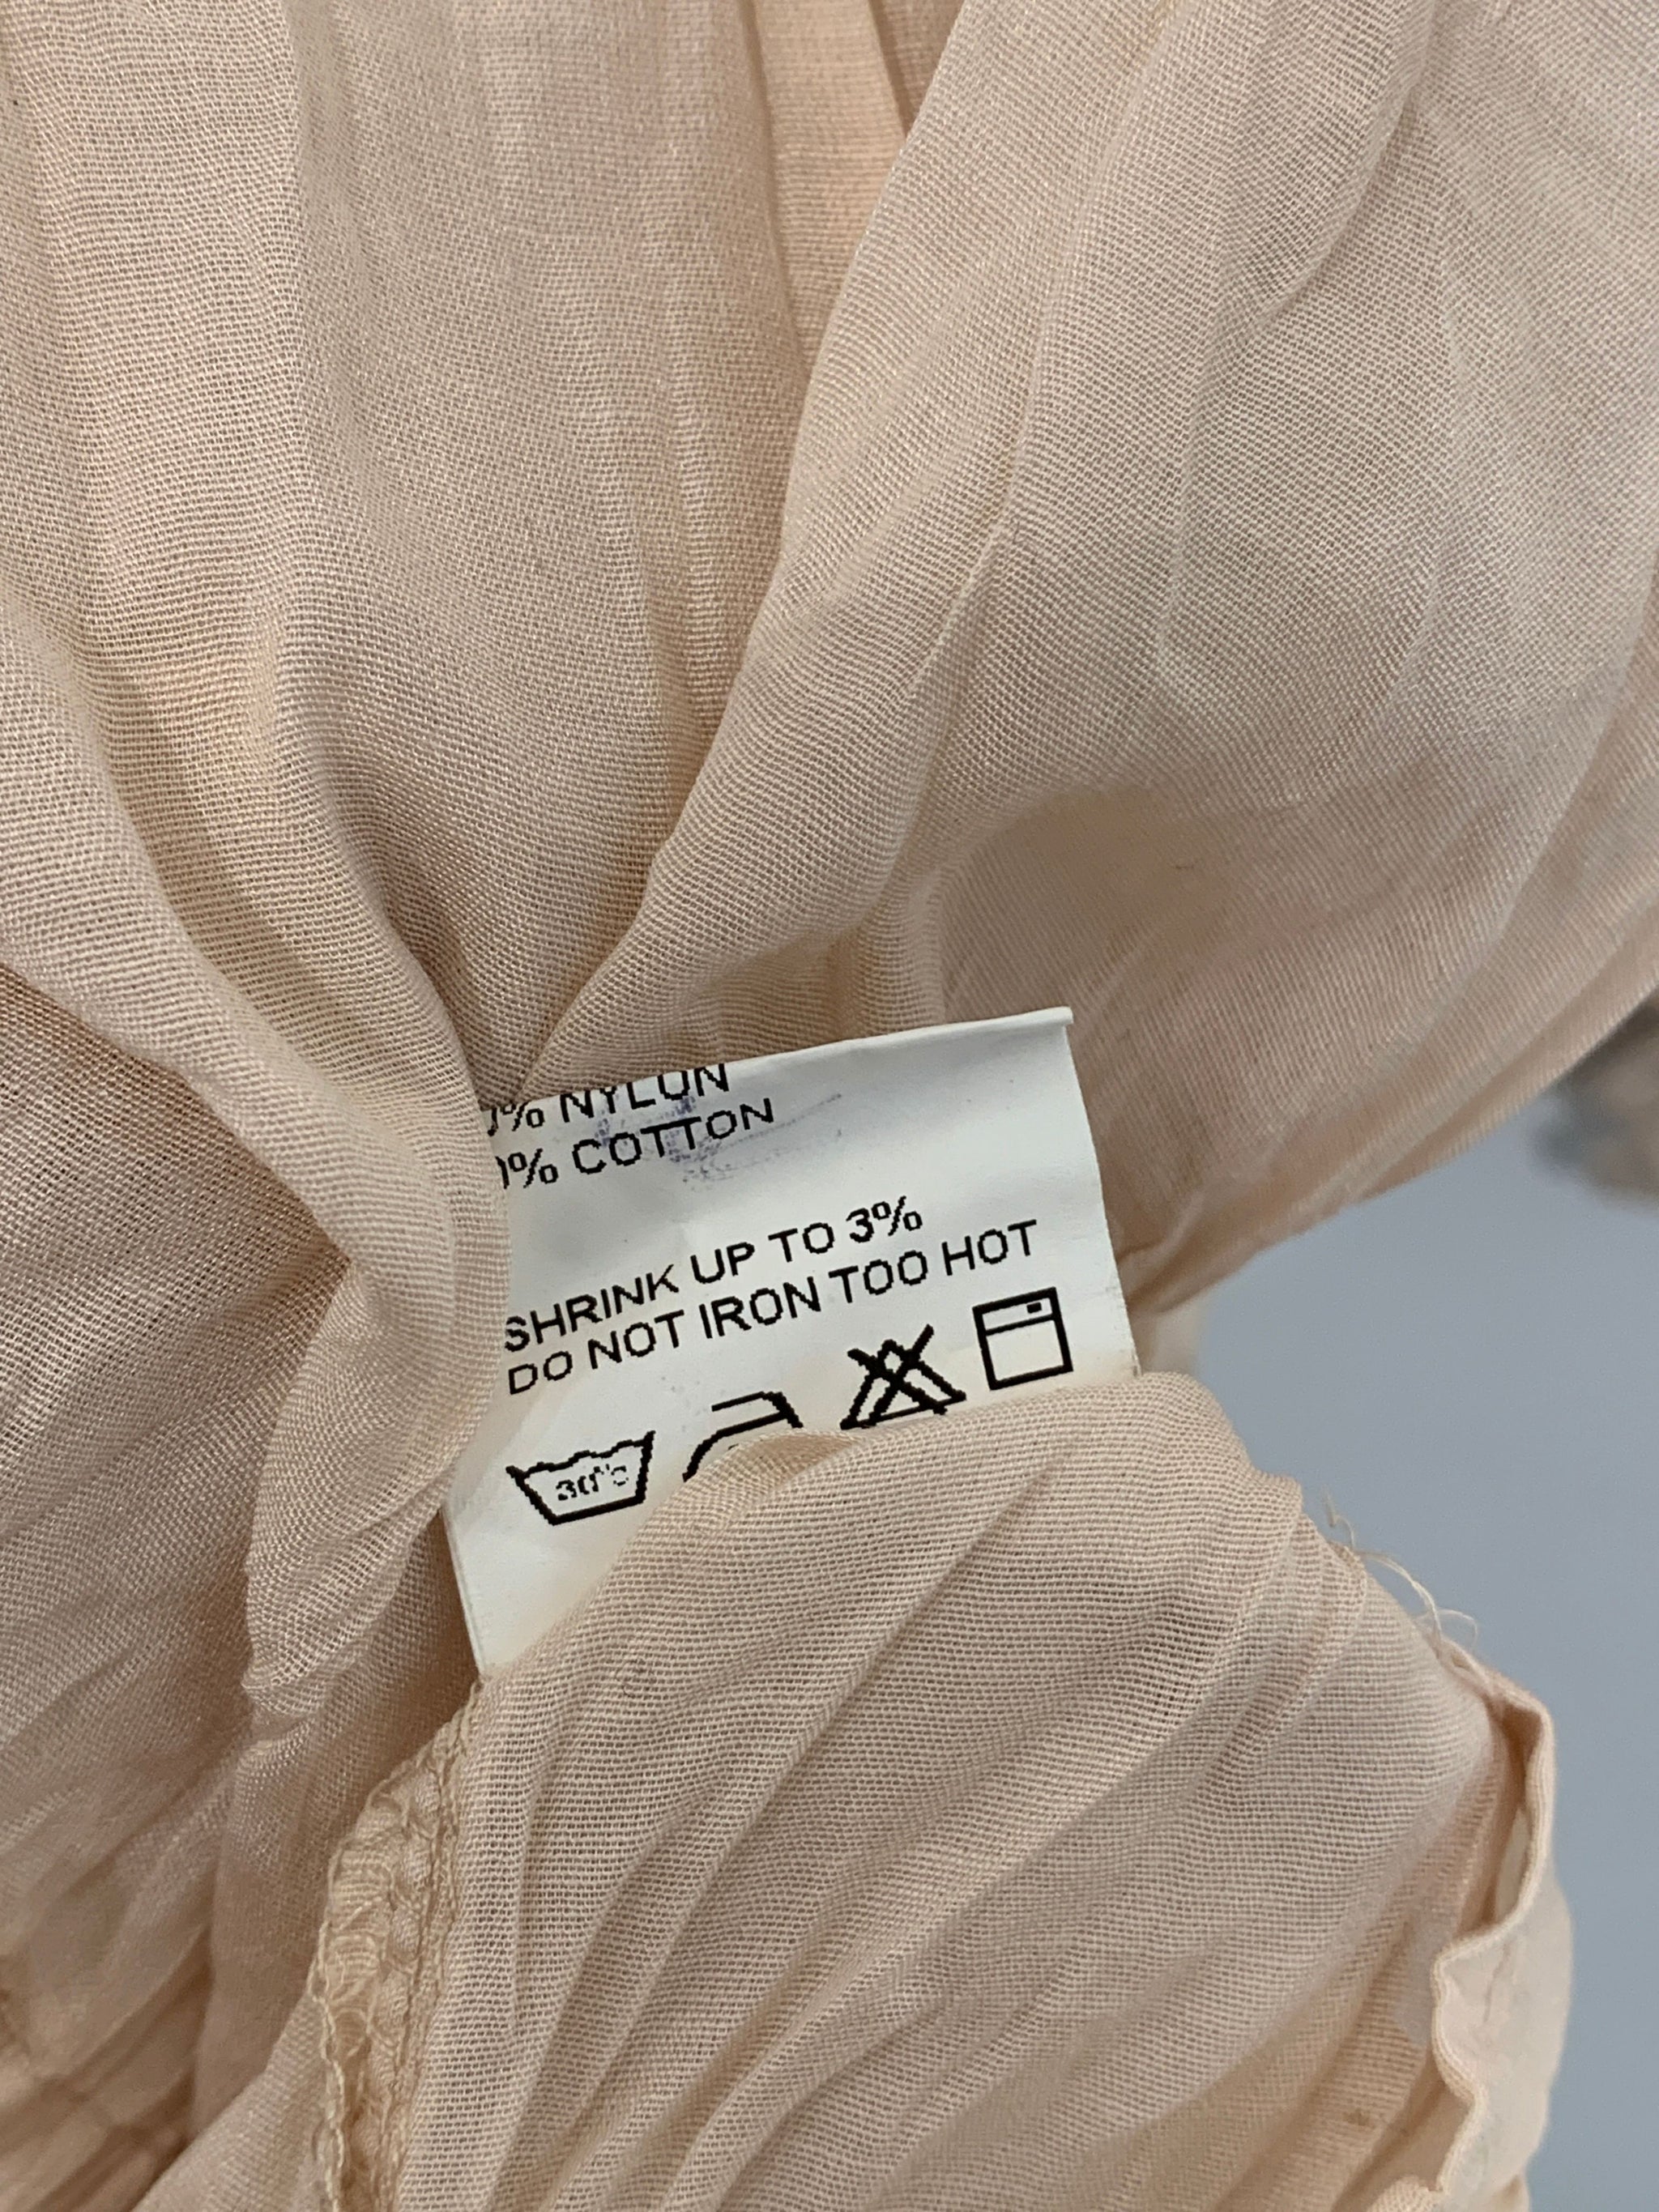 % NYLON
% COTTON
SHRINK UP TO 3%
DO NOT IRON TOO HOT
30°C